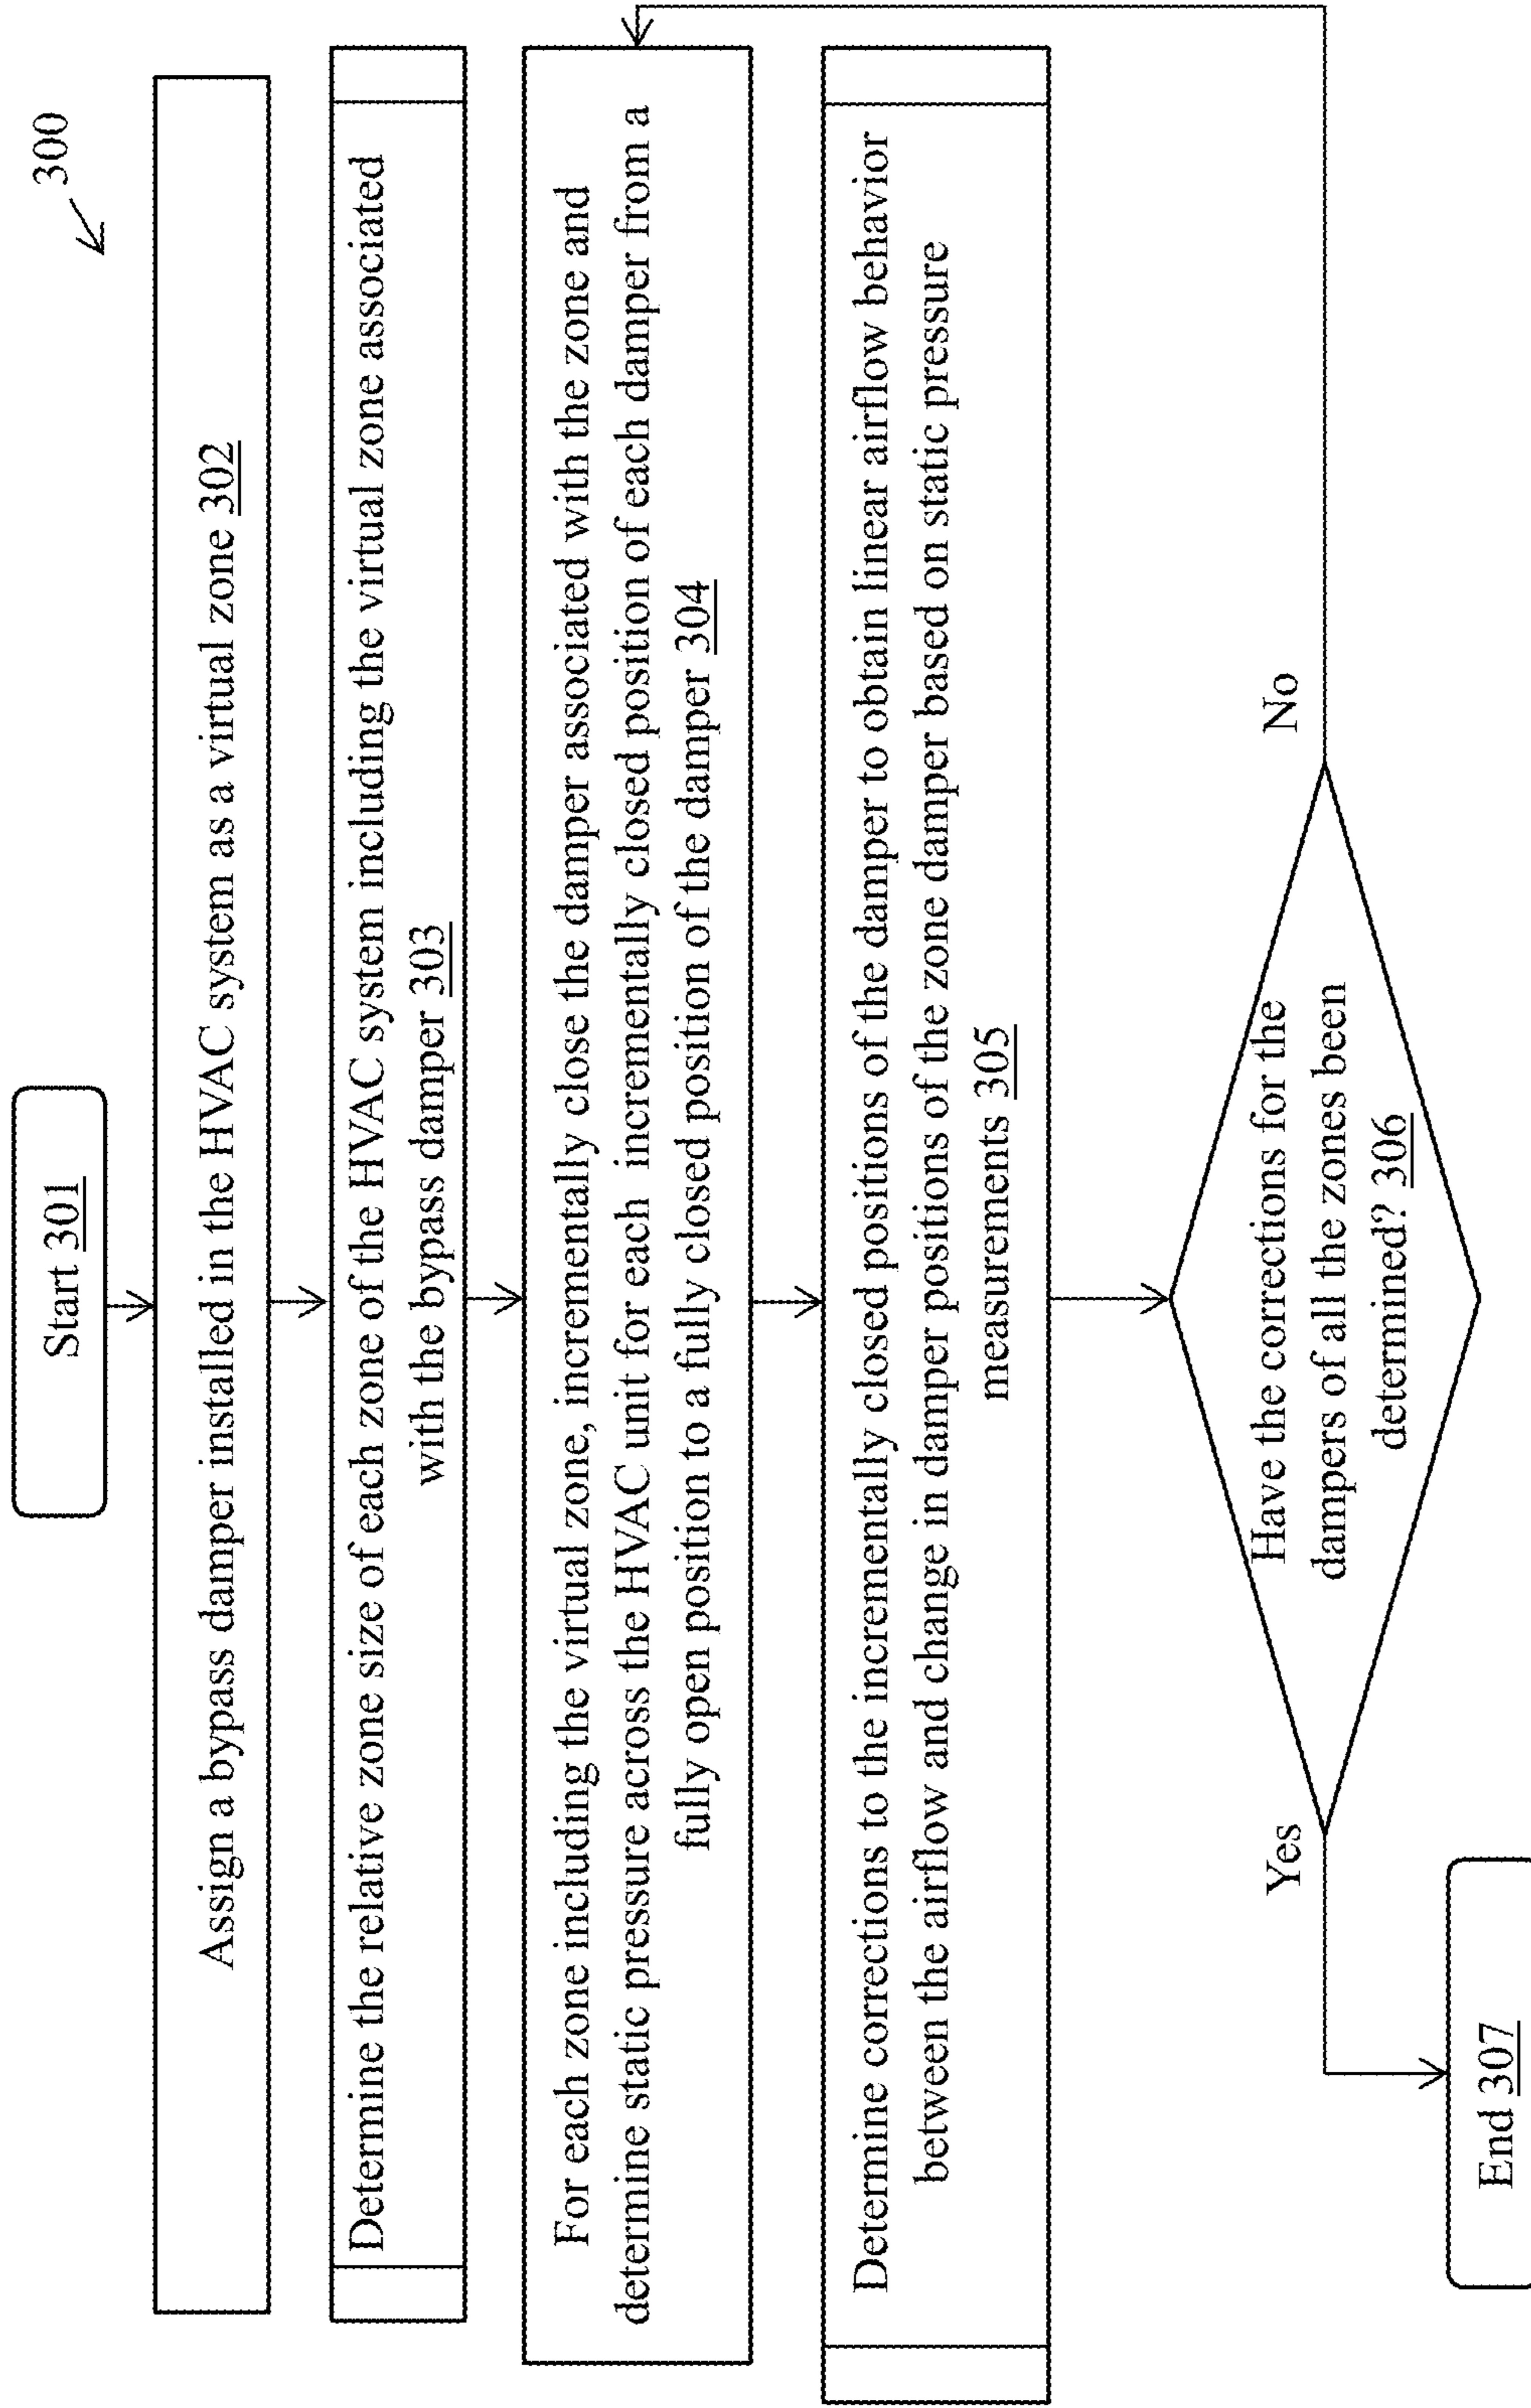 300
Start 301
Assign a bypass damper installed in the HVAC system as a virtual zone 302
Determine the relative zone size of each zone of the HVAC system including the virtual zone associated
with the bypass damper 303
For each zone including the virtual zone, incrementally close the damper associated with the zone and
determine static pressure across the HVAC unit for each incrementally closed position of each damper from a
fully open position to a fully closed position of the damper 304
Determine corrections to the incrementally closed positions of the damper to obtain linear airflow behavior
between the airflow and change in damper positions of the zone damper based on static pressure
measurements 305
Have the corrections for the
dampers of all the zones been
determined? 306
Yes
No
End 307